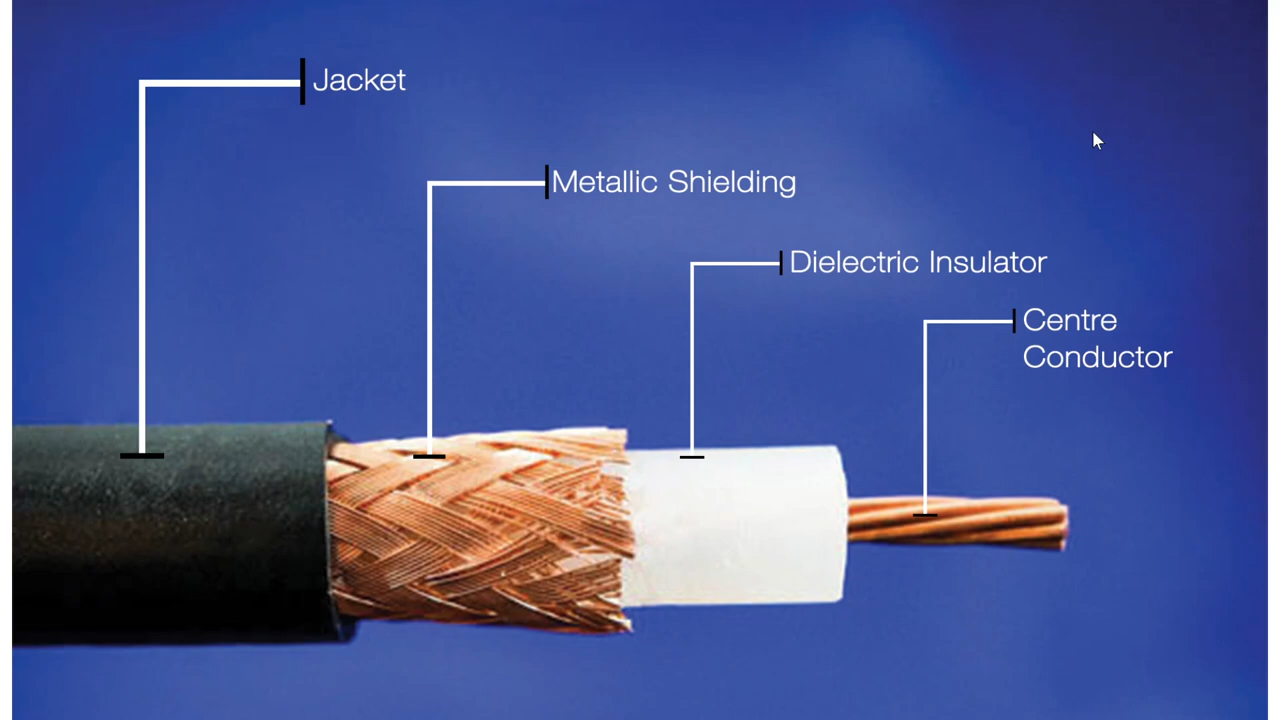 Jacket
Metallic Shielding
Dielectric Insulator
Centre
Conductor